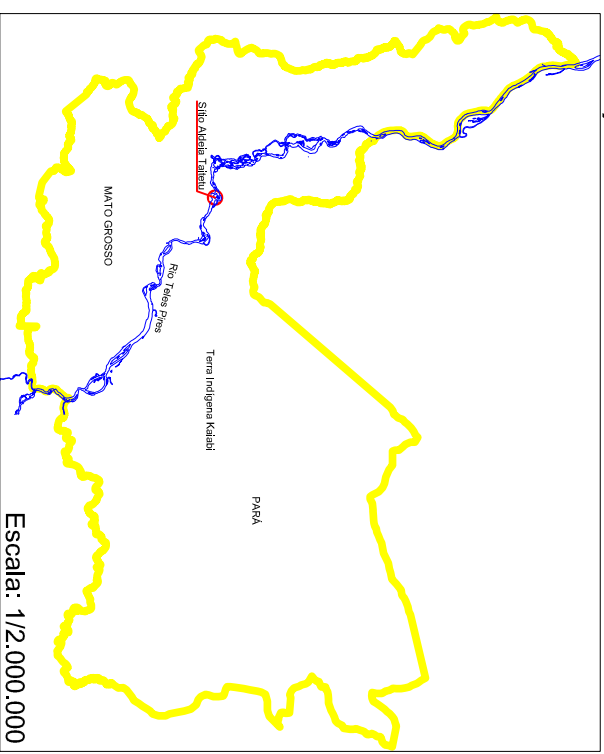 Sítio Aldeia Taitetu
MATO GROSSO
Rio Teles Pires
Terra Indígena Kaiabi
PARÁ
Escala: 1/2.000.000